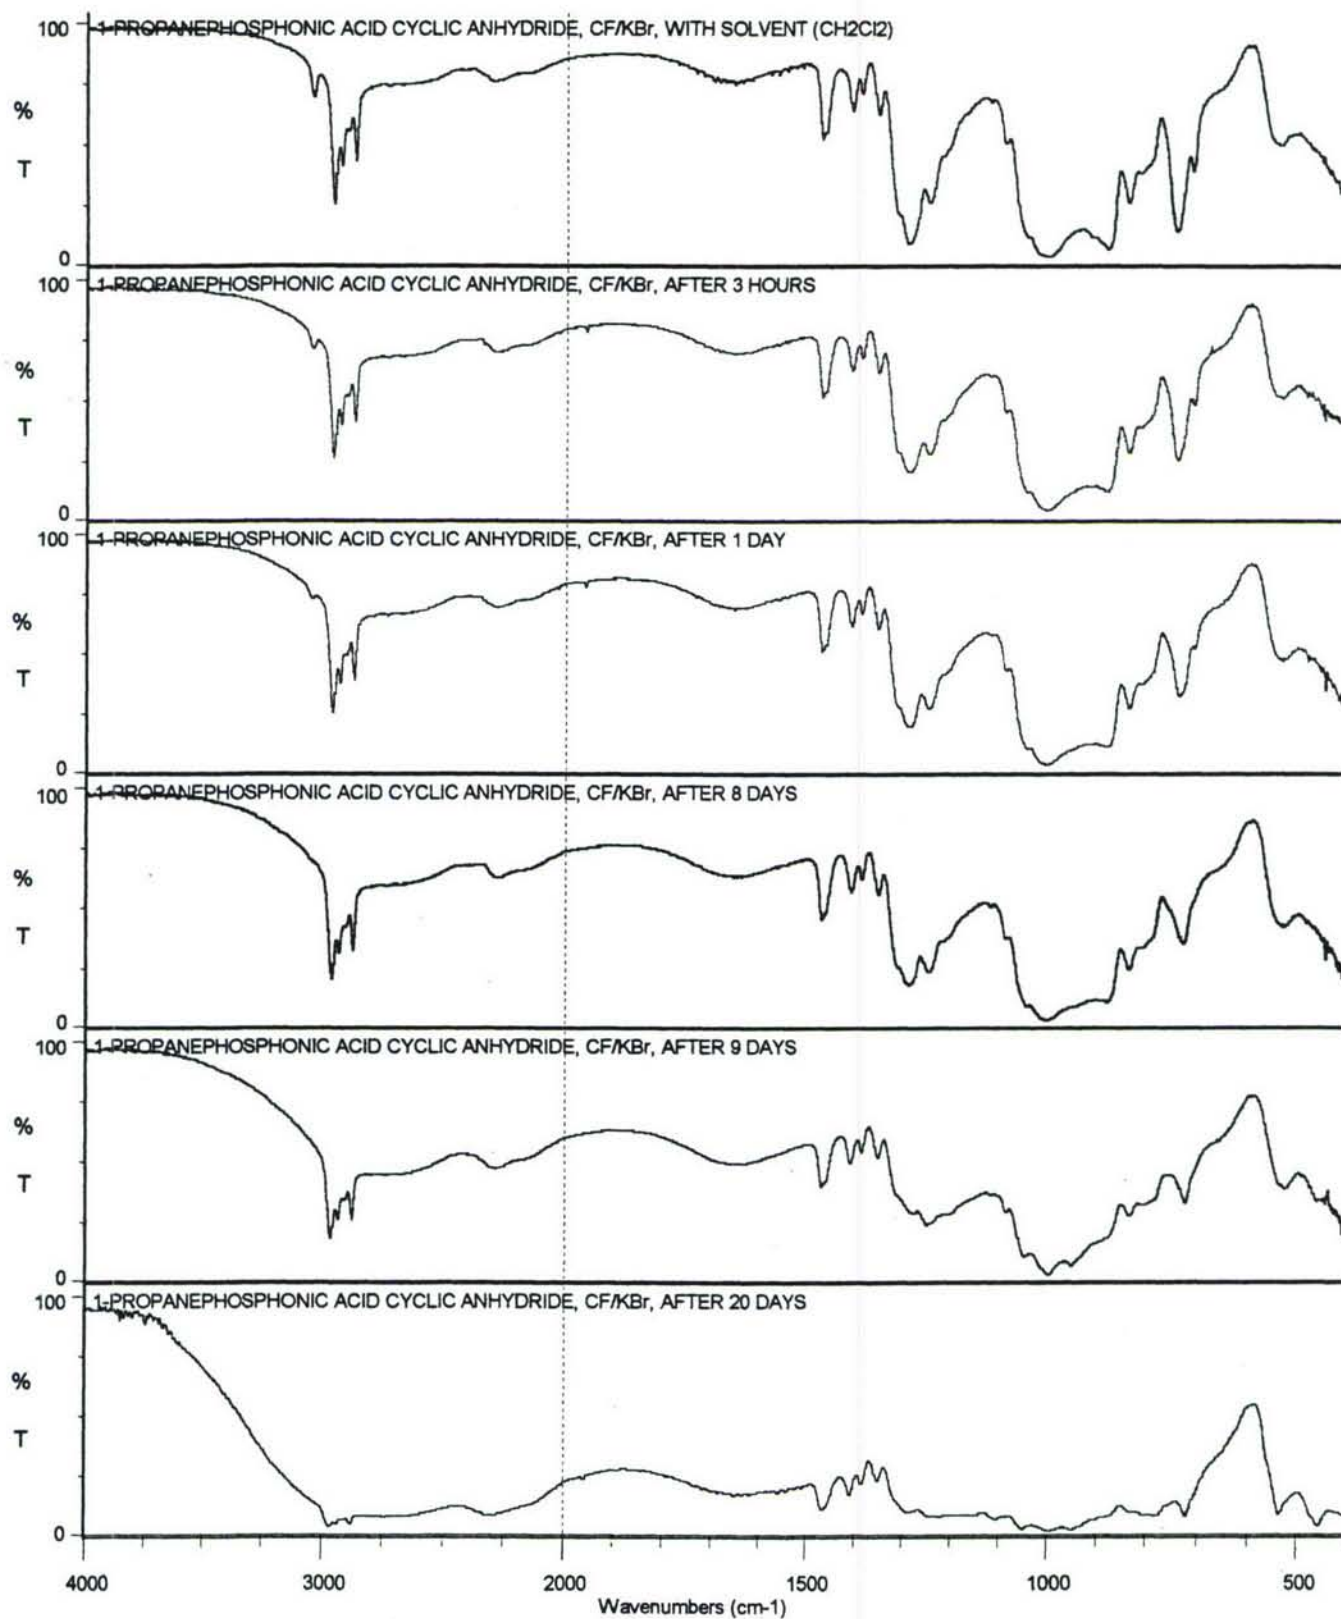 1-PROPANEPHOSPHONIC ACID CYCLIC ANHYDRIDE, CF/KBr, WITH SOLVENT (CH2Cl2)
100
%
T
0
1-PROPANEPHOSPHONIC ACID CYCLIC ANHYDRIDE, CF/KBr, AFTER 3 HOURS
100
%
T
0
1-PROPANEPHOSPHONIC ACID CYCLIC ANHYDRIDE, CF/KBr, AFTER 1 DAY
100
%
T
0
1-PROPANEPHOSPHONIC ACID CYCLIC ANHYDRIDE, CF/KBr, AFTER 8 DAYS
100
%
T
0
1-PROPANEPHOSPHONIC ACID CYCLIC ANHYDRIDE, CF/KBr, AFTER 9 DAYS
100
%
T
0
1-PROPANEPHOSPHONIC ACID CYCLIC ANHYDRIDE, CF/KBr, AFTER 20 DAYS
100
%
T
0
4000 3000 2000 1500 1000 500
Wavenumbers (cm-1)